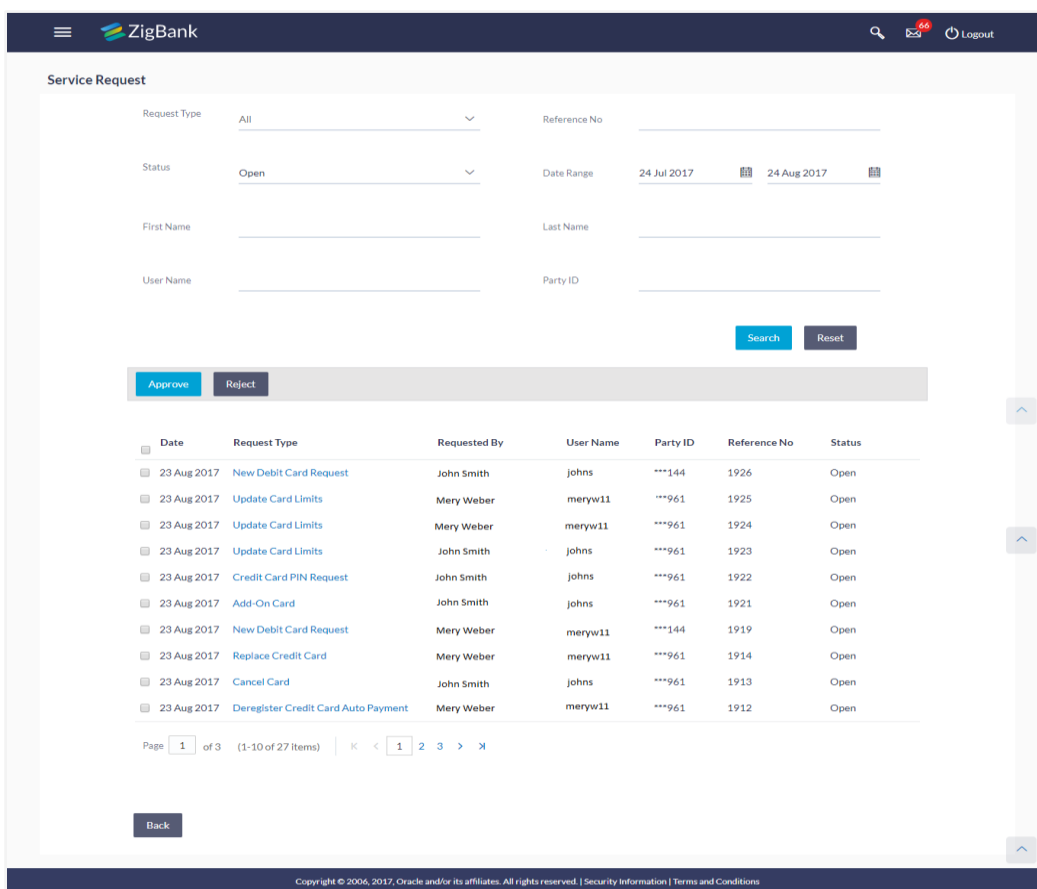 ZigBank 66 Logout
Service Request
Request Type All Reference No
Status Open Date Range 24 Jul 2017 24 Aug 2017
First Name Last Name
User Name Party ID
Search Reset
Approve Reject
Date Request Type Requested By User Name Party ID Reference No Status
23 Aug 2017 New Debit Card Request John Smith johns ***144 1926 Open
23 Aug 2017 Update Card Limits Mery Weber meryw11 ***961 1925 Open
23 Aug 2017 Update Card Limits Mery Weber meryw11 ***961 1924 Open
23 Aug 2017 Update Card Limits John Smith johns ***961 1923 Open
23 Aug 2017 Credit Card PIN Request John Smith johns ***961 1922 Open
23 Aug 2017 Add-On Card John Smith johns ***961 1921 Open
23 Aug 2017 New Debit Card Request Mery Weber meryw11 ***144 1919 Open
23 Aug 2017 Replace Credit Card Mery Weber meryw11 ***961 1914 Open
23 Aug 2017 Cancel Card John Smith johns ***961 1913 Open
23 Aug 2017 Deregister Credit Card Auto Payment Mery Weber meryw11 ***961 1912 Open
Page 1 of 3 (1-10 of 27 items) 1 2 3
Back
Copyright © 2006, 2017, Oracle and/or its affiliates. All rights reserved. | Security Information | Terms and Conditions